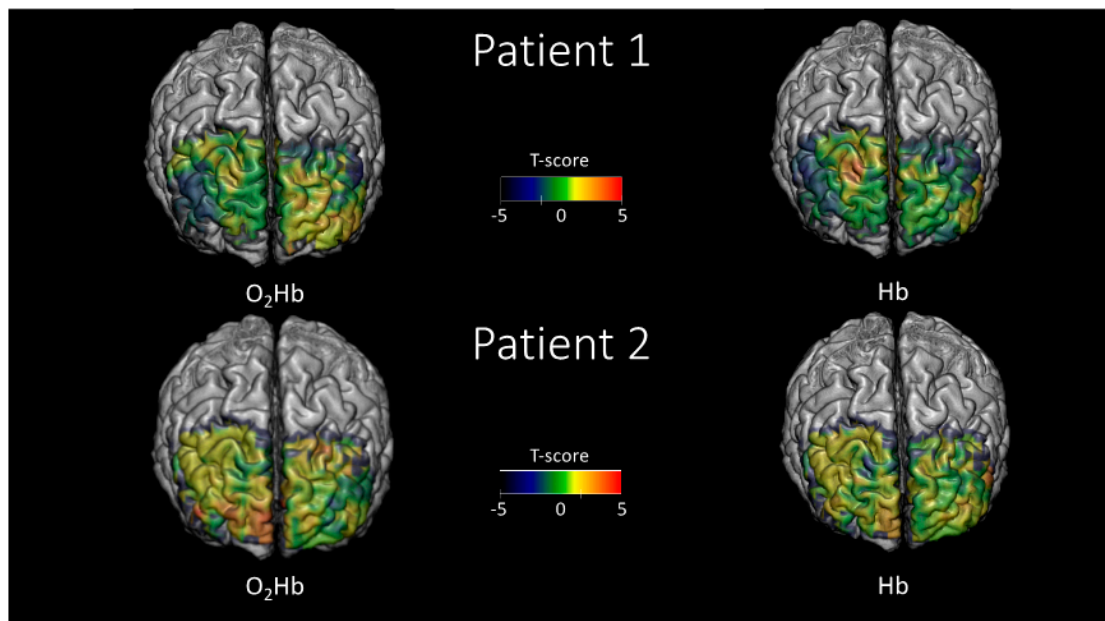 Patient 1
T-score
-5 0 5
O₂Hb
Hb
Patient 2
T-score
-5 0 5
O₂Hb
Hb